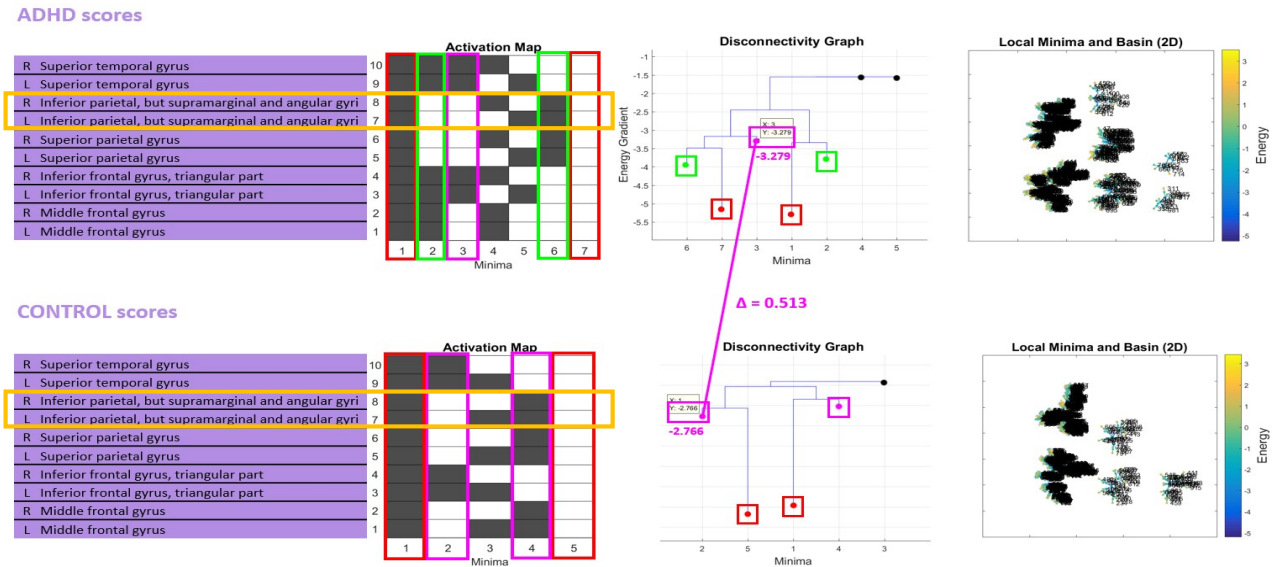 ADHD scores
Activation Map
R Superior temporal gyrus 10
L Superior temporal gyrus 9
R Inferior parietal, but supramarginal and angular gyri 8
L Inferior parietal, but supramarginal and angular gyri 7
R Superior parietal gyrus 6
L Superior parietal gyrus 5
R Inferior frontal gyrus, triangular part 4
L Inferior frontal gyrus, triangular part 3
R Middle frontal gyrus 2
L Middle frontal gyrus 1
1 2 3 4 5 6 7
Minima
Disconnectivity Graph
Energy Gradient
-1
-1.5
-2
-2.5
-3
-3.5
-4
-4.5
-5
-5.5
X: 3
Y: -3.279
-3.279
6 7 3 1 2 4 5
Minima
Local Minima and Basin (2D)
3
2
1
0
-1
-2
-3
-4
-5
Energy
Δ = 0.513
CONTROL scores
Activation Map
R Superior temporal gyrus 10
L Superior temporal gyrus 9
R Inferior parietal, but supramarginal and angular gyri 8
L Inferior parietal, but supramarginal and angular gyri 7
R Superior parietal gyrus 6
L Superior parietal gyrus 5
R Inferior frontal gyrus, triangular part 4
L Inferior frontal gyrus, triangular part 3
R Middle frontal gyrus 2
L Middle frontal gyrus 1
1 2 3 4 5
Minima
Disconnectivity Graph
Y: -2.766
-2.766
2 5 1 4 3
Minima
Local Minima and Basin (2D)
3
2
1
0
-1
-2
-3
-4
-5
Energy